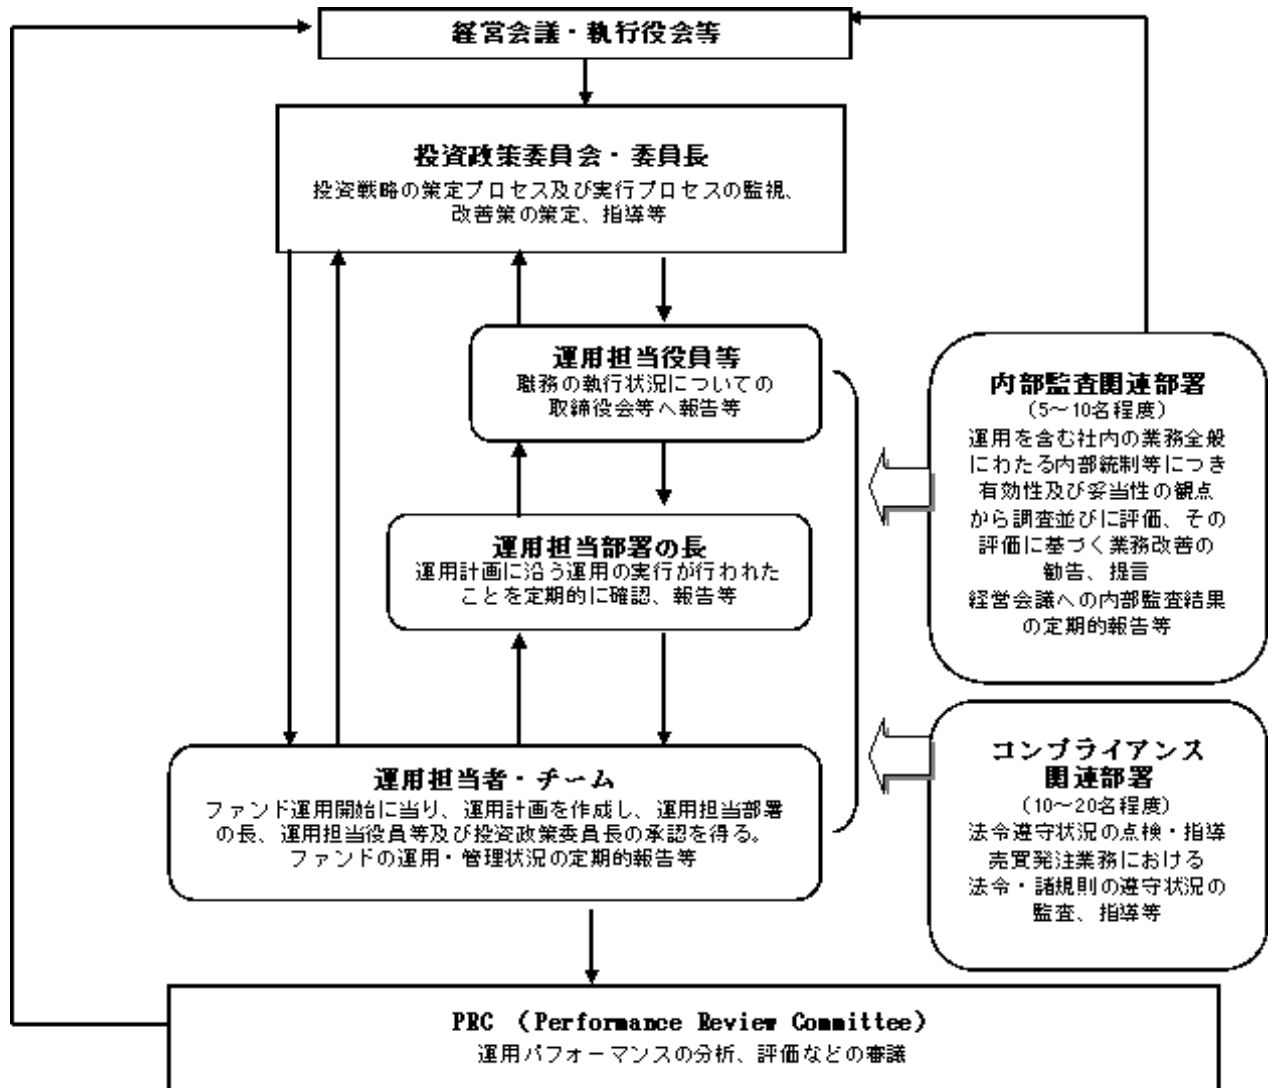 経営会議・執行役会等
投資政策委員会・委員長
投資戦略の策定プロセス及び実行プロセスの監視、
改善策の策定、指導等
運用担当役員等
職務の執行状況についての
取締役会等へ報告等
運用担当部署の長
運用計画に沿う運用の実行が行われた
ことを定期的に確認、報告等
運用担当者・チーム
ファンド運用開始に当り、運用計画を作成し、運用担当部署
の長、運用担当役員等及び投資政策委員長の承認を得る。
ファンドの運用・管理状況の定期的報告等
内部監査関連部署
(5~10名程度)
運用を含む社内の業務全般
にわたる内部統制等につき
有効性及び妥当性の観点
から調査並びに評価、その
評価に基づく業務改善の
勧告、提言
経営会議への内部監査結果
の定期的報告等
コンプライアンス
関連部署
(10~20名程度)
法令遵守状況の点検・指導
売買発注業務における
法令・諸規則の遵守状況の
監査、指導等
PRC (Performance Review Committee)
運用パフォーマンスの分析、評価などの審議